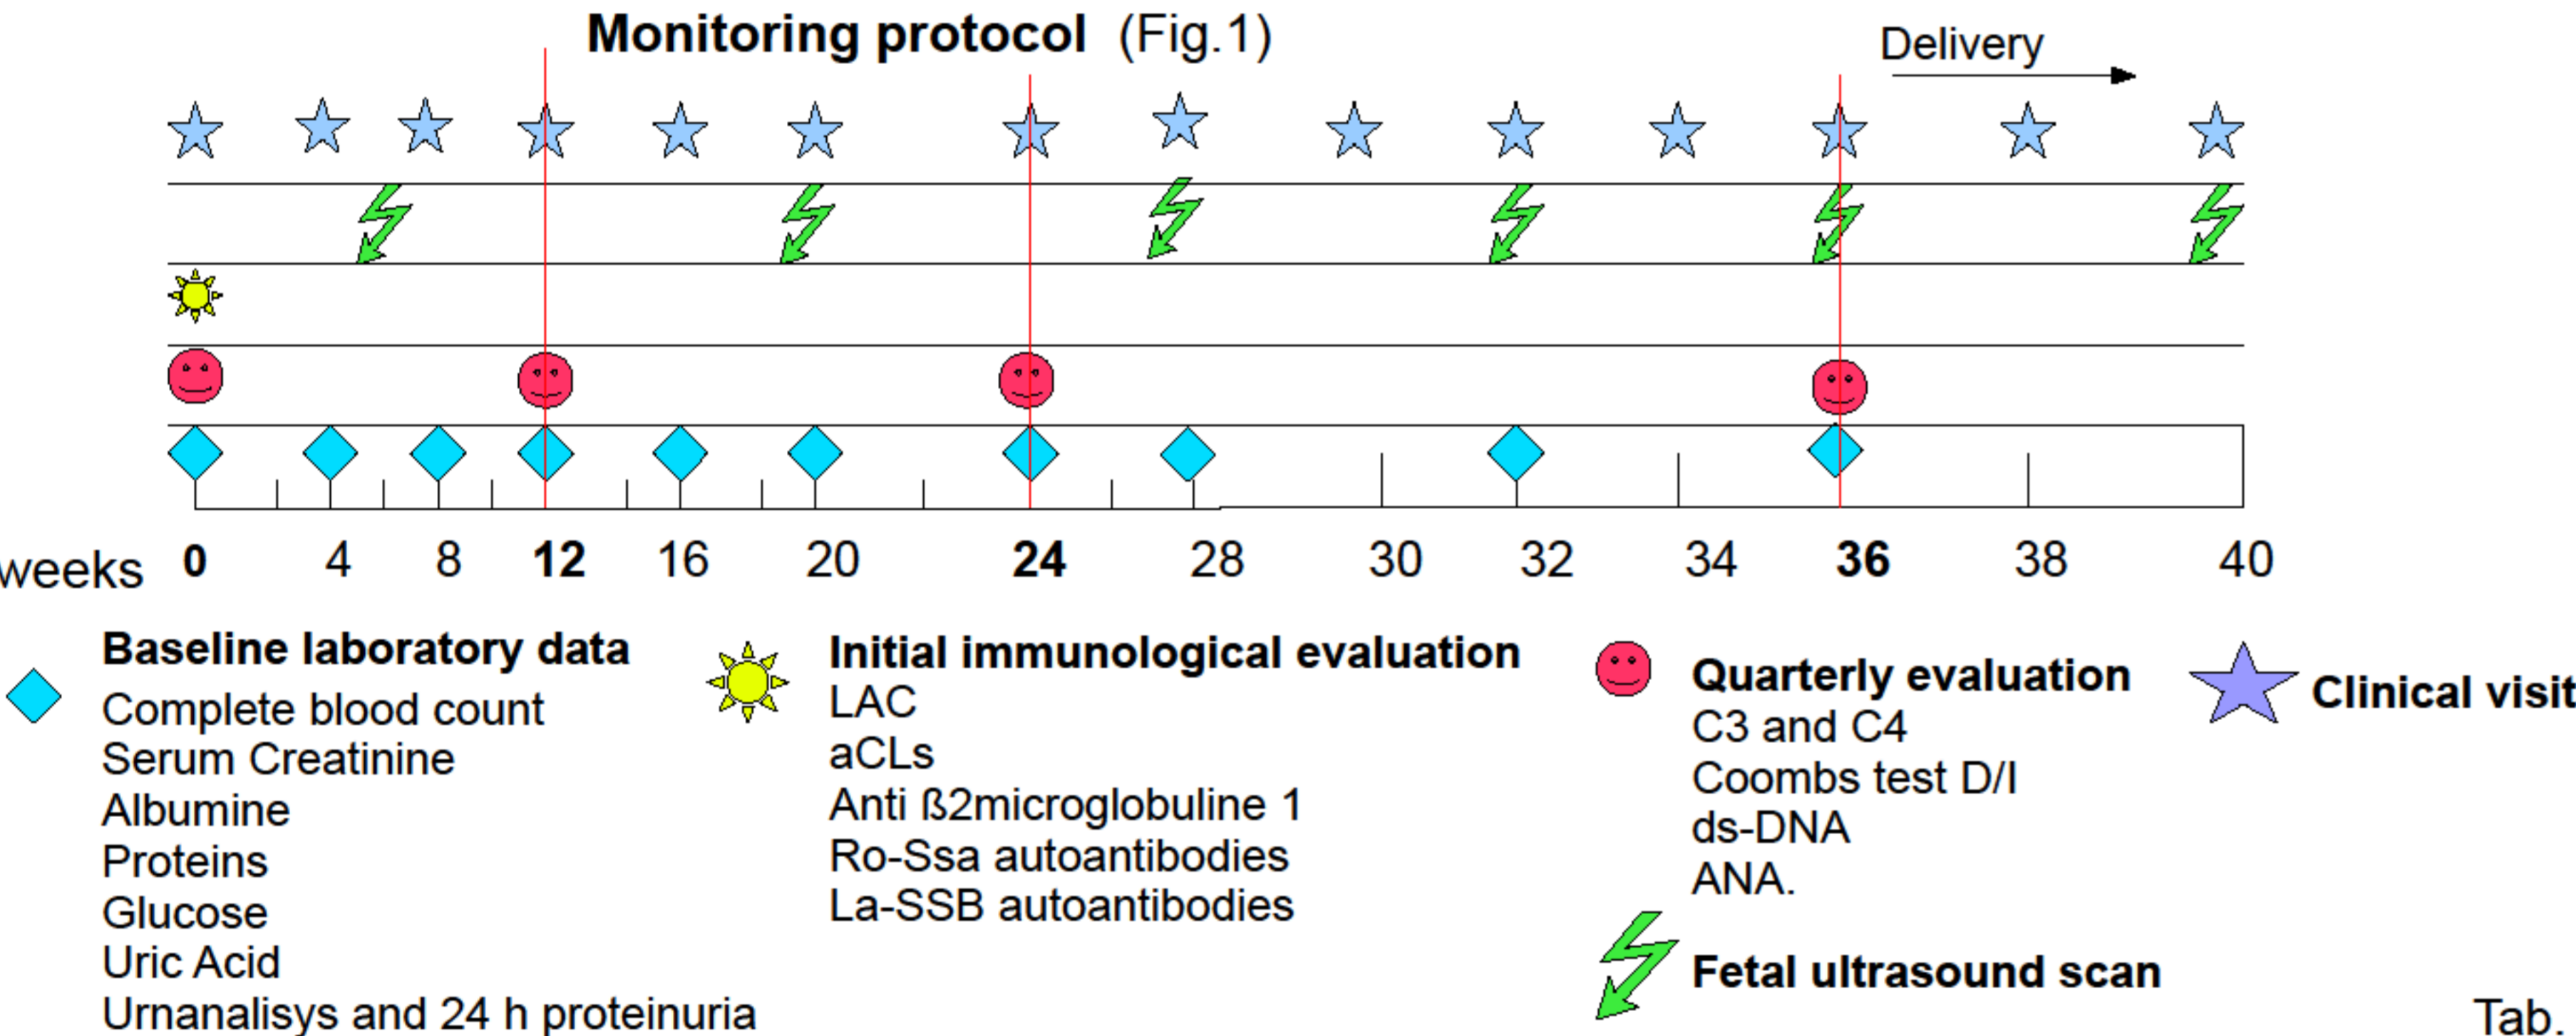 Monitoring protocol (Fig.1)
Delivery
weeks 0 4 8 12 16 20 24 28 30 32 34 36 38 40
Baseline laboratory data
Complete blood count
Serum Creatinine
Albumine
Proteins
Glucose
Uric Acid
Urnanalisys and 24 h proteinuria
Initial immunological evaluation
LAC
aCLs
Anti ß2microglobuline 1
Ro-Ssa autoantibodies
La-SSB autoantibodies
Quarterly evaluation
C3 and C4
Coombs test D/I
ds-DNA
ANA.
Fetal ultrasound scan
Clinical visit
Tab.